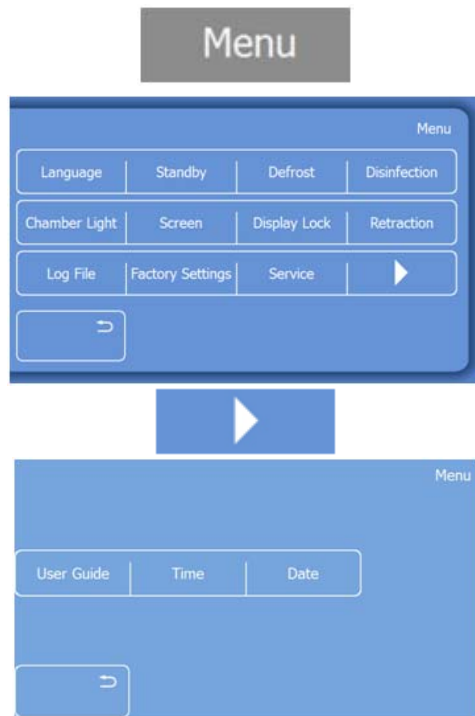 Menu
Menu
Language Standby Defrost Disinfection
Chamber Light Screen Display Lock Retraction
Log File Factory Settings Service
Menu
User Guide Time Date